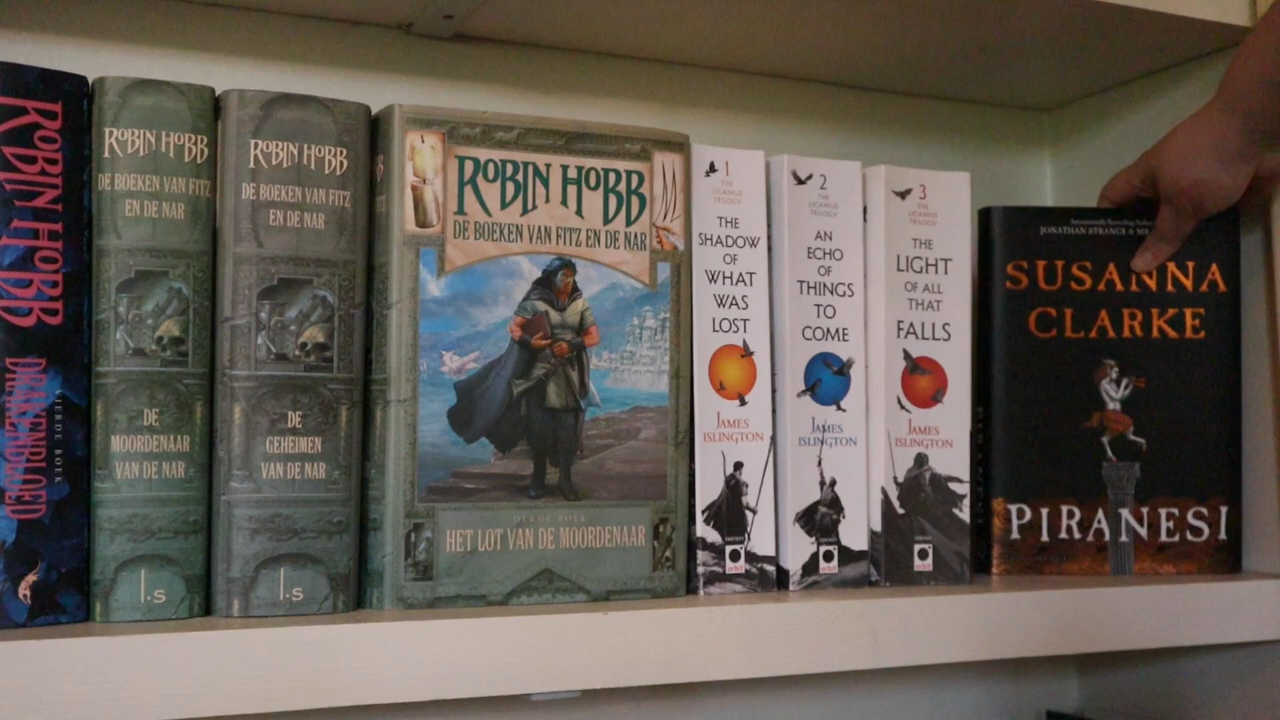 ROBIN HOBB
DRAKENBLOED
VIERDE BOEK
ROBIN HOBB
DE BOEKEN VAN FITZ
EN DE NAR
DE
MOORDENAAR
VAN DE NAR
l.s
ROBIN HOBB
DE BOEKEN VAN FITZ
EN DE NAR
DE
GEHEIMEN
VAN DE NAR
l.s
ROBIN HOBB
DE BOEKEN VAN FITZ EN DE NAR
DERDE BOEK
HET LOT VAN DE MOORDENAAR
1
THE
LICANIUS
TRILOGY
THE
SHADOW
OF
WHAT
WAS
LOST
JAMES
ISLINGTON
FANTASY
orbit
2
THE
LICANIUS
TRILOGY
AN
ECHO
OF
THINGS
TO
COME
JAMES
ISLINGTON
FANTASY
orbit
3
THE
LICANIUS
TRILOGY
THE
LIGHT
OF ALL
THAT
FALLS
JAMES
ISLINGTON
FANTASY
orbit
JONATHAN STRANGE & MR
SUSANNA
CLARKE
PIRANESI